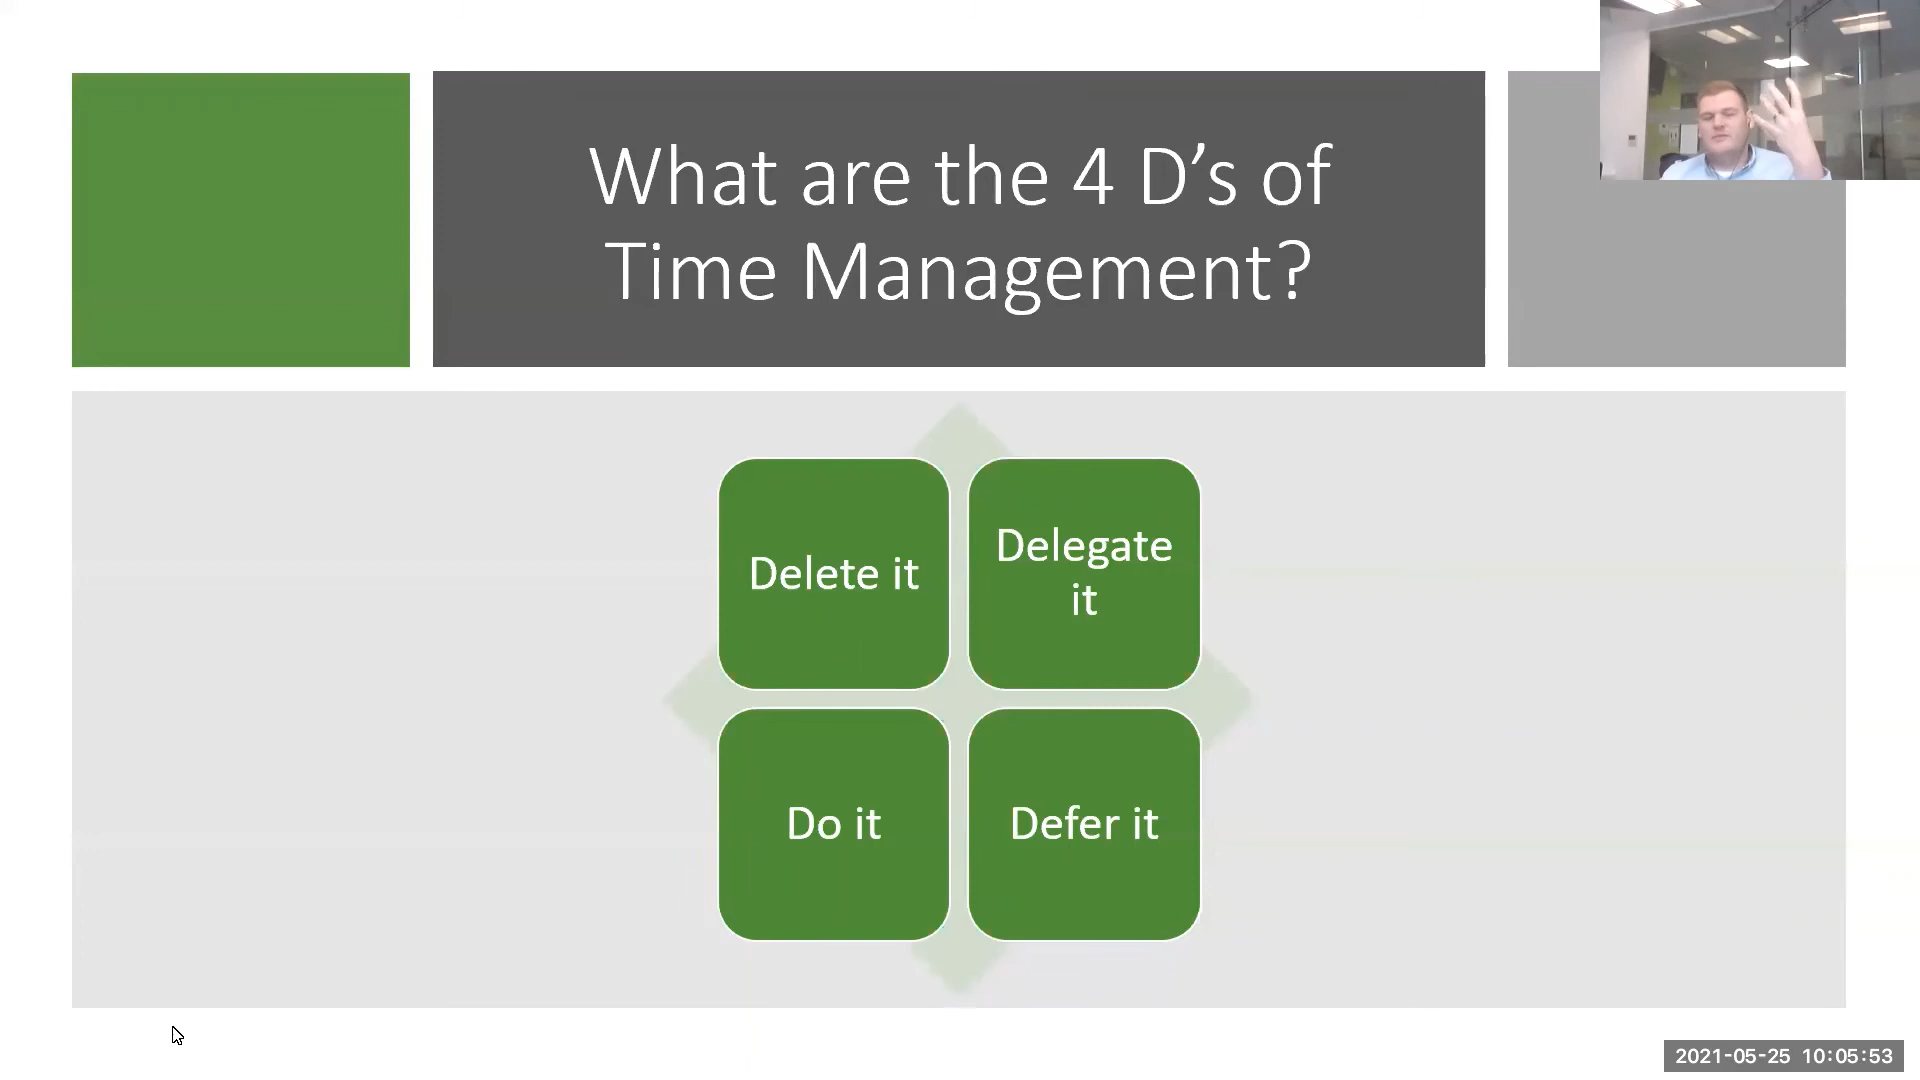 What are the 4 D’s of
Time Management?
Delete it
Delegate
it
Do it
Defer it
2021-05-25 10:05:53